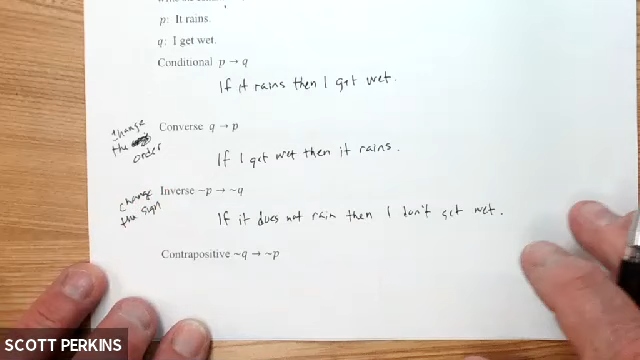 p: It rains.
q: I get wet.
Conditional p → q
If it rains then I get wet.
change
the
order
Converse q → p
If I get wet then it rains.
change
the sign
Inverse ~p → ~q
If it does not rain then I don't get wet.
Contrapositive ~q → ~p
SCOTT PERKINS